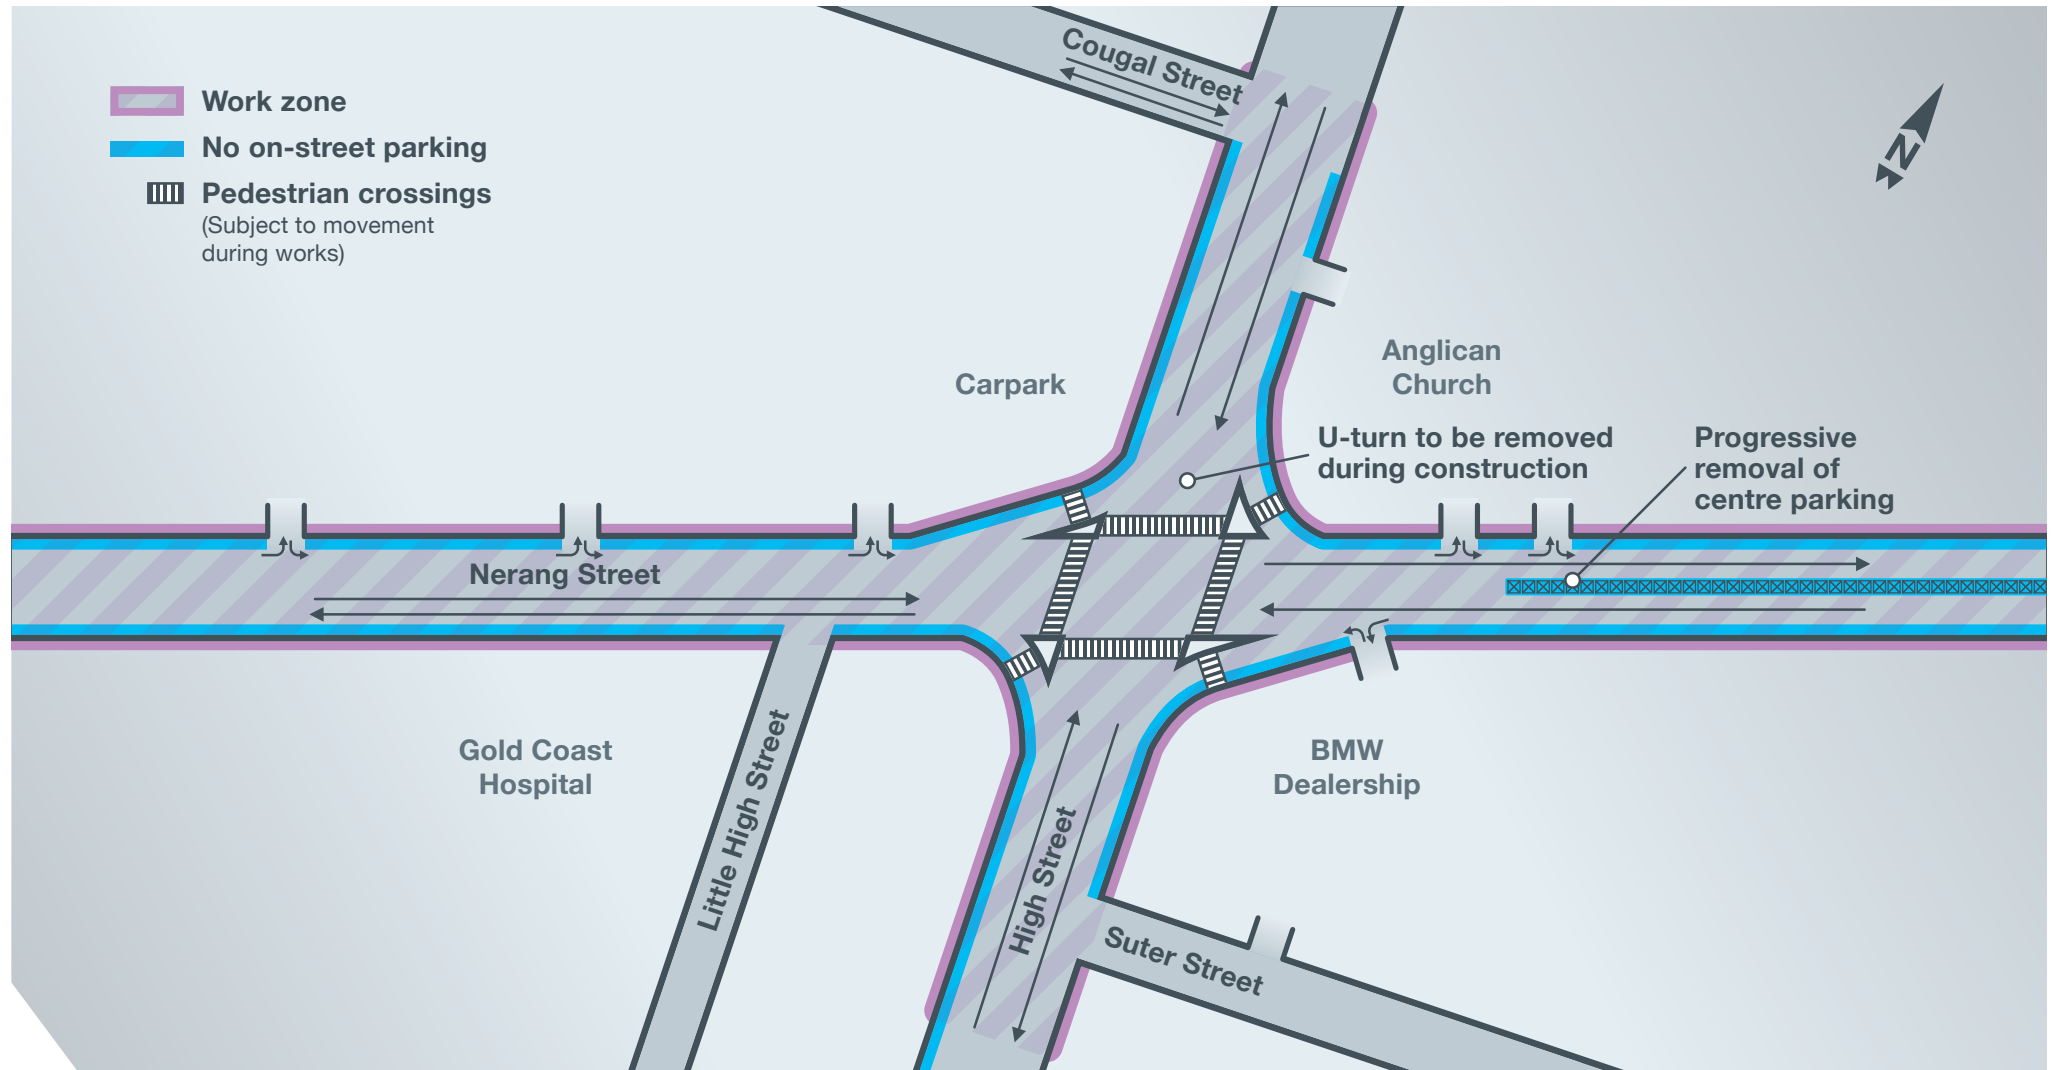 Work zone
No on-street parking
Pedestrian crossings
(Subject to movement
during works)
Cougal Street
N
Carpark
Anglican
Church
U-turn to be removed
during construction
Progressive
removal of
centre parking
Nerang Street
Gold Coast
Hospital
Little High Street
High Street
BMW
Dealership
Suter Street